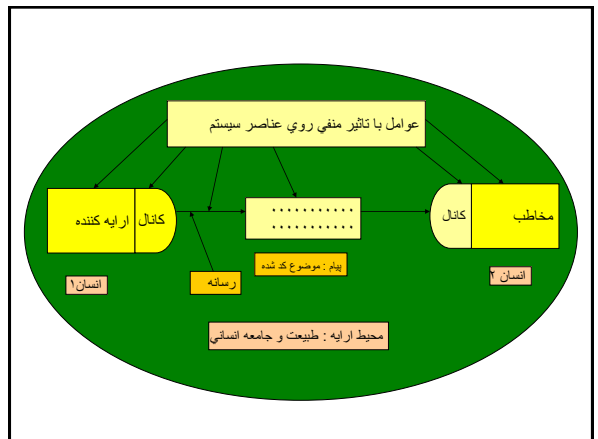 عوامل با تاثير منفي روي عناصر سيستم
مخاطب
كانال
...........
...........
كانال
ارايه كننده
پيام : موضوع كد شده
رسانه
انسان ۲
انسان۱
محيط ارايه : طبيعت و جامعه انساني